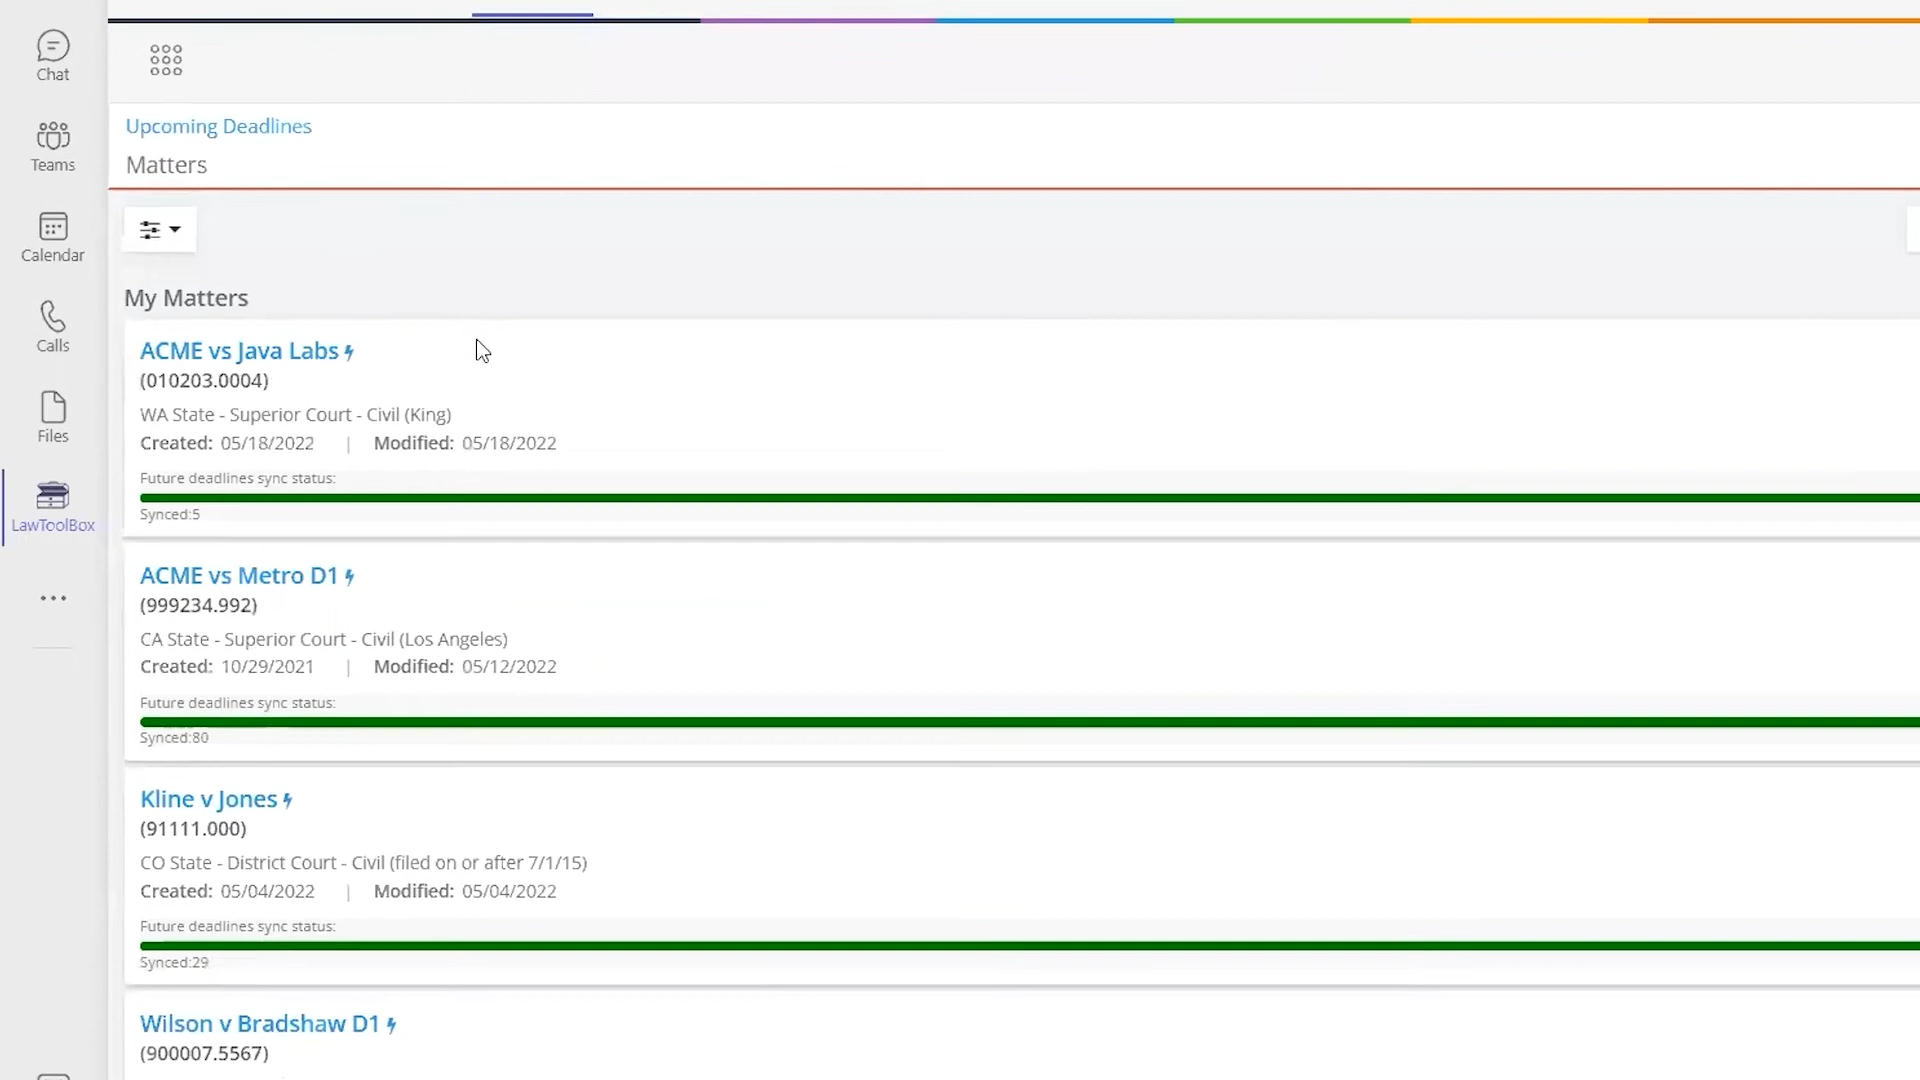 Chat
Teams
Calendar
Calls
Files
LawToolBox
Upcoming Deadlines
Matters
My Matters
ACME vs Java Labs
(010203.0004)
WA State - Superior Court - Civil (King)
Created: 05/18/2022 | Modified: 05/18/2022
Future deadlines sync status:
Synced:5
ACME vs Metro D1
(999234.992)
CA State - Superior Court - Civil (Los Angeles)
Created: 10/29/2021 | Modified: 05/12/2022
Future deadlines sync status:
Synced:80
Kline v Jones
(91111.000)
CO State - District Court - Civil (filed on or after 7/1/15)
Created: 05/04/2022 | Modified: 05/04/2022
Future deadlines sync status:
Synced:29
Wilson v Bradshaw D1
(900007.5567)